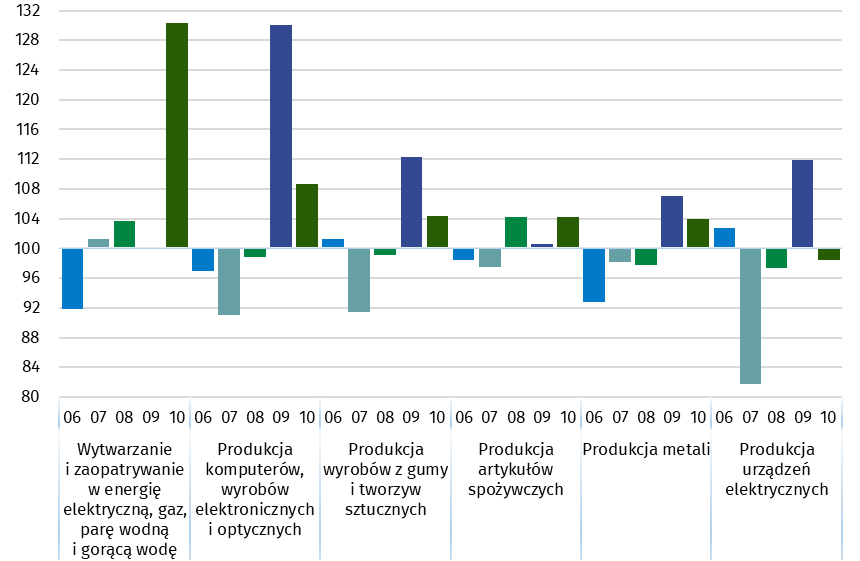 132
128
124
120
116
112
108
104
100
96
92
88
84
80
06 07 08 09 10 06 07 08 09 10 06 07 08 09 10 06 07 08 09 10 06 07 08 09 10 06 07 08 09 10
Wytwarzanie
i zaopatrywanie
w energię
elektryczną, gaz,
parę wodną
i gorącą wodę
Produkcja
komputerów,
wyrobów
elektronicznych
i optycznych
Produkcja
wyrobów z gumy
i tworzyw
sztucznych
Produkcja
artykułów
spożywczych
Produkcja metali
Produkcja
urządzeń
elektrycznych